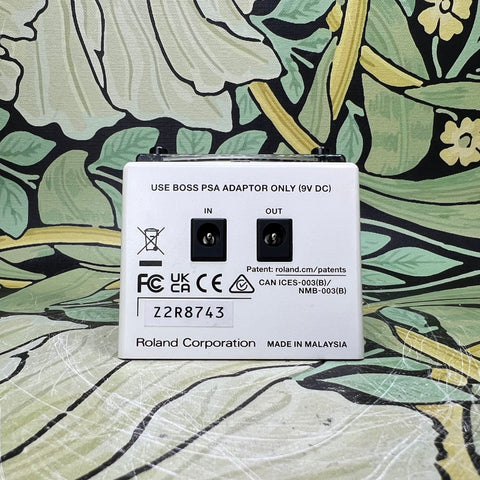 USE BOSS PSA ADAPTOR ONLY (9V DC)
IN OUT
Patent: roland.cm/patents
FC UK CA CE CAN ICES-003(B)/
NMB-003(B)
Z2R8743
Roland Corporation MADE IN MALAYSIA